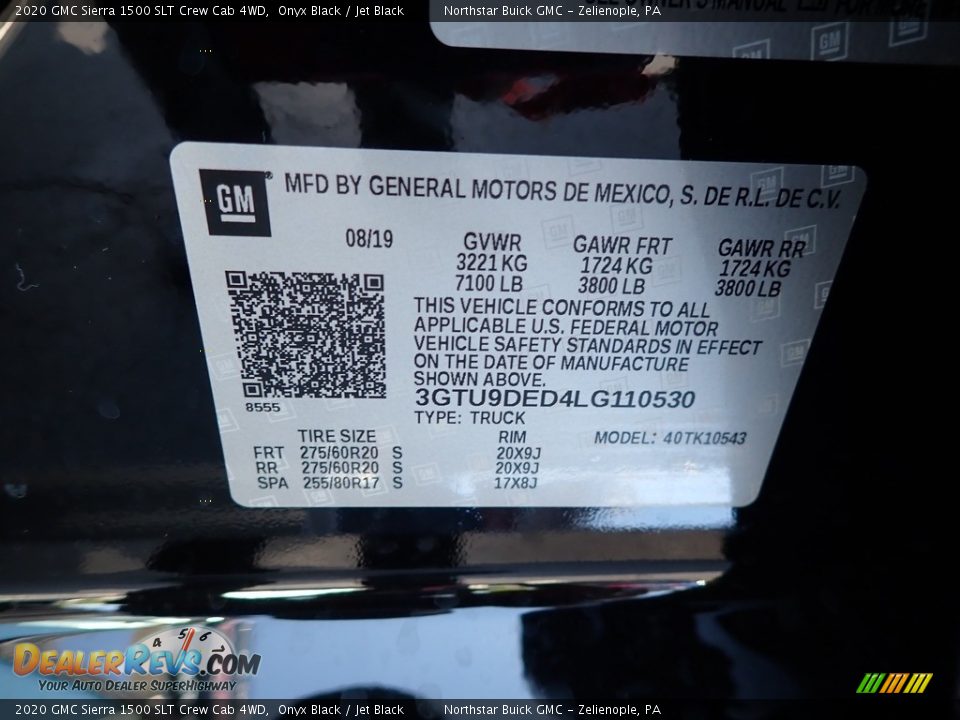 2020 GMC Sierra 1500 SLT Crew Cab 4WD, Onyx Black / Jet Black Northstar Buick GMC - Zelienople, PA
GM
GM
GM® MFD BY GENERAL MOTORS DE MEXICO, S. DE R.L. DE C.V.
08/19 GVWR GAWR FRT GAWR RR
3221 KG 1724 KG 1724 KG
7100 LB 3800 LB 3800 LB
THIS VEHICLE CONFORMS TO ALL
APPLICABLE U.S. FEDERAL MOTOR
VEHICLE SAFETY STANDARDS IN EFFECT
ON THE DATE OF MANUFACTURE
SHOWN ABOVE.
8555
3GTU9DED4LG110530
TYPE: TRUCK
TIRE SIZE RIM MODEL: 40TK10543
FRT 275/60R20 S 20X9J
RR 275/60R20 S 20X9J
SPA 255/80R17 S 17X8J
4 5 6
DealerRevs.com
Your Auto Dealer SuperHighway
2020 GMC Sierra 1500 SLT Crew Cab 4WD, Onyx Black / Jet Black Northstar Buick GMC - Zelienople, PA